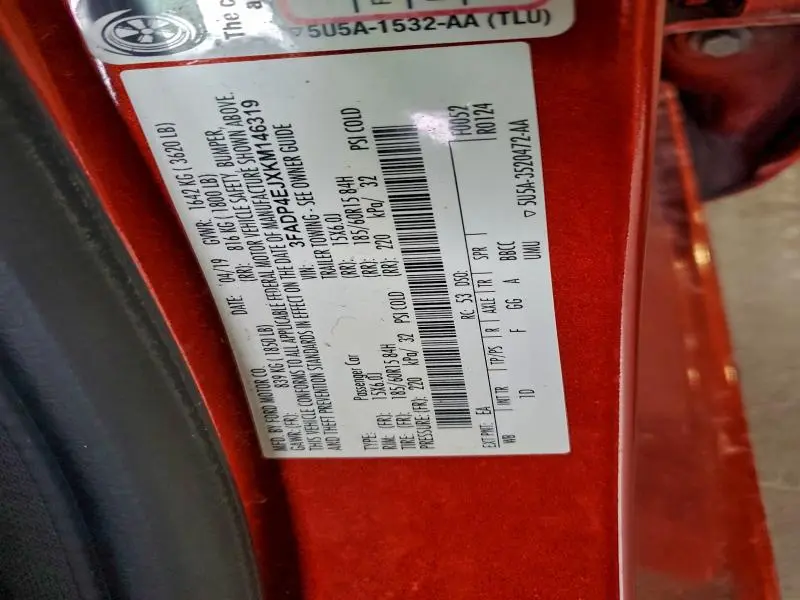 "The c
a
▽5U5A-1532-AA (TLU)
MFD. BY FORD MOTOR CO. DATE: 04/19 GVWR: 1642 KG ( 3620 LB)
GAWR: (FR): 839 KG ( 1850 LB) (RR): 816 KG ( 1800 LB)
THIS VEHICLE CONFORMS TO ALL APPLICABLE FEDERAL MOTOR VEHICLE SAFETY, BUMPER,
AND THEFT PREVENTION STANDARDS IN EFFECT ON THE DATE OF MANUFACTURE SHOWN ABOVE.
VIN: 3FADP4EJXKM146319
TYPE: Passenger Car TRAILER TOWING - SEE OWNER GUIDE
RIM: (FR): 15X6.0J (RR): 15X6.0J
TIRE (FR): 185/60R15 84H (RR): 185/60R15 84H
PRESSURE:(FR): 220 kPa/ 32 PSI COLD (RR): 220 kPa/ 32 PSI COLD
F0052
EXT PNT: EA RC: 53 DSO: R0124
WB INT TR TP/PS R AXLE TR SPR
10 F GG A BBCC
UMU ▽ 5U5A-3520472-AA